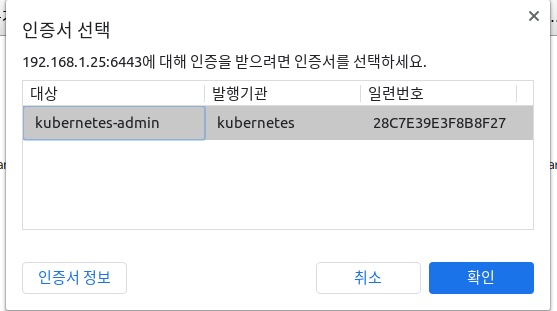 인증서 선택
192.168.1.25:6443에 대해 인증을 받으려면 인증서를 선택하세요.
대상 발행기관 일련번호
kubernetes-admin kubernetes 28C7E39E3F8B8F27
인증서 정보 취소 확인